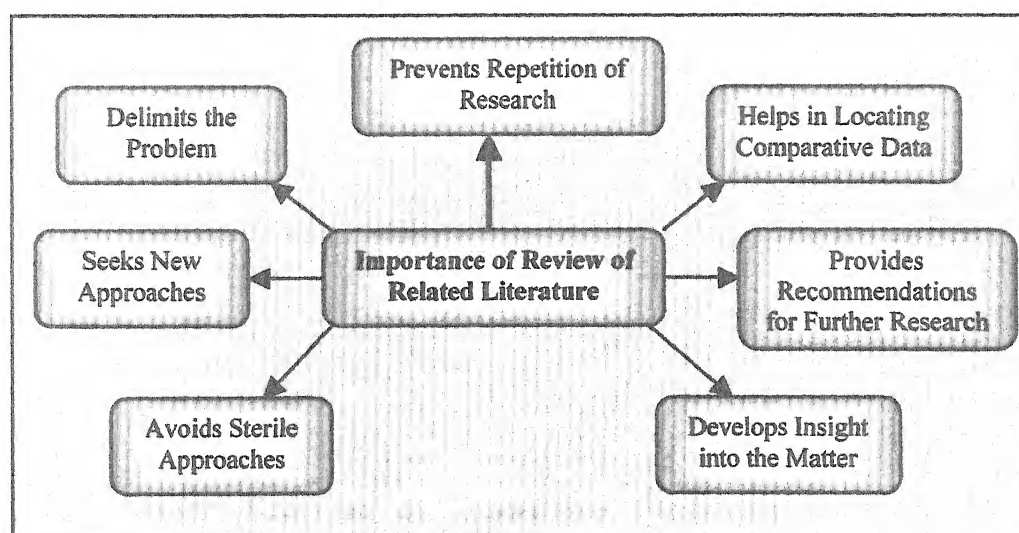 Prevents Repetition of
Research
Delimits the
Problem
Helps in Locating
Comparative Data
Seeks New
Approaches
Importance of Review of
Related Literature
Provides
Recommendations
for Further Research
Avoids Sterile
Approaches
Develops Insight
into the Matter